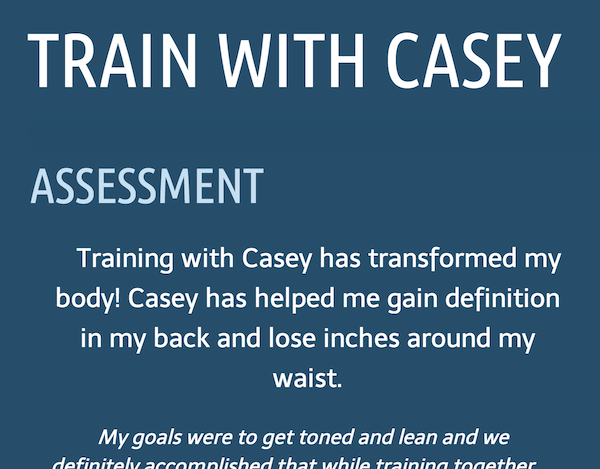 TRAIN WITH CASEY
ASSESSMENT
Training with Casey has transformed my
body! Casey has helped me gain definition
in my back and lose inches around my
waist.
My goals were to get toned and lean and we
definitely accomplished that while training together